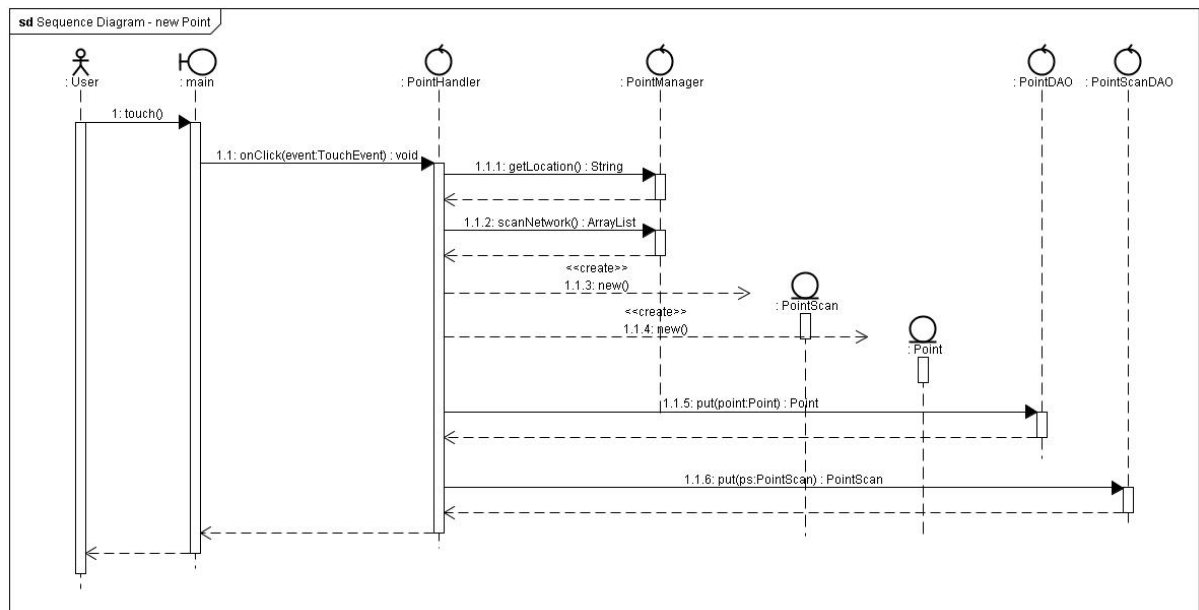 sd Sequence Diagram - new Point
: User
: main
: PointHandler
: PointManager
: PointDAO
: PointScanDAO
1: touch()
1.1: onClick(event:TouchEvent) : void
1.1.1: getLocation() : String
1.1.2: scanNetwork() : ArrayList
<<create>>
1.1.3: new()
: PointScan
<<create>>
1.1.4: new()
: Point
1.1.5: put(point:Point) : Point
1.1.6: put(ps:PointScan) : PointScan